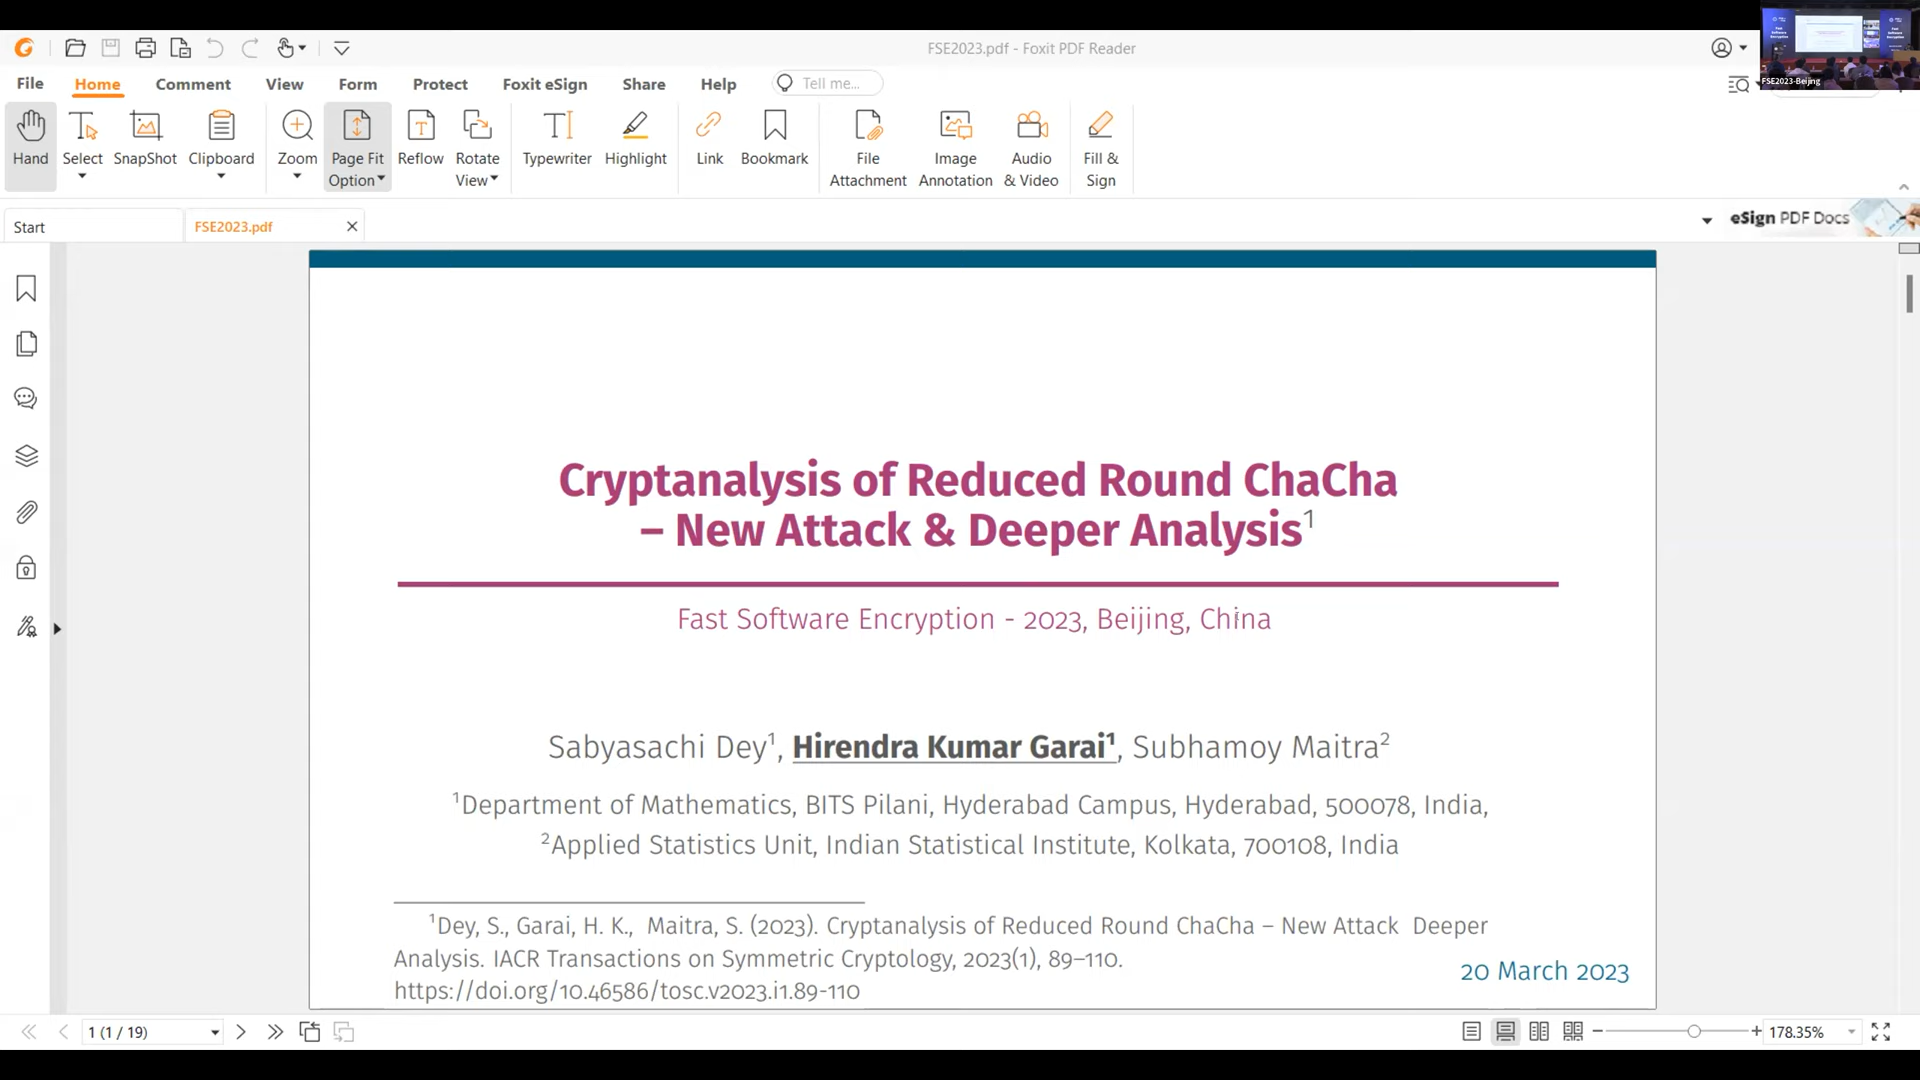 FSE2023.pdf - Foxit PDF Reader
File Home Comment View Form Protect Foxit eSign Share Help Tell me...
Hand Select SnapShot Clipboard Zoom Page Fit Option Reflow Rotate View Typewriter Highlight Link Bookmark File Attachment Image Annotation Audio & Video Fill & Sign
FSE2023-Beijing
Start FSE2023.pdf eSign PDF Docs
Cryptanalysis of Reduced Round ChaCha
– New Attack & Deeper Analysis¹
Fast Software Encryption - 2023, Beijing, China
Sabyasachi Dey¹, Hirendra Kumar Garai¹, Subhamoy Maitra²
¹Department of Mathematics, BITS Pilani, Hyderabad Campus, Hyderabad, 500078, India,
²Applied Statistics Unit, Indian Statistical Institute, Kolkata, 700108, India
¹Dey, S., Garai, H. K., Maitra, S. (2023). Cryptanalysis of Reduced Round ChaCha – New Attack Deeper
Analysis. IACR Transactions on Symmetric Cryptology, 2023(1), 89–110.
https://doi.org/10.46586/tosc.v2023.i1.89-110
20 March 2023
1 (1 / 19) 178.35%